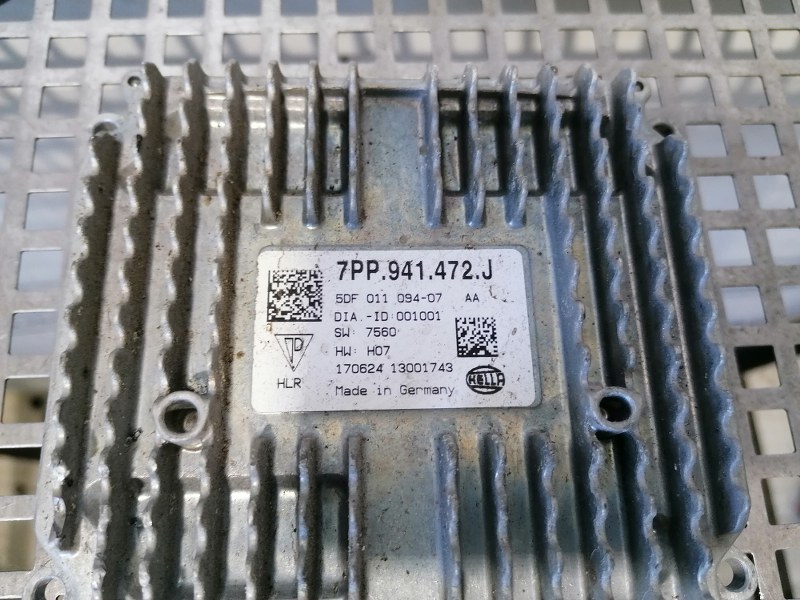 7PP.941.472.J
5DF 011 094-07 AA
DIA.-ID 001001
SW: 7560
HW: H07
170624 13001743
HLR
Made in Germany
HELLA